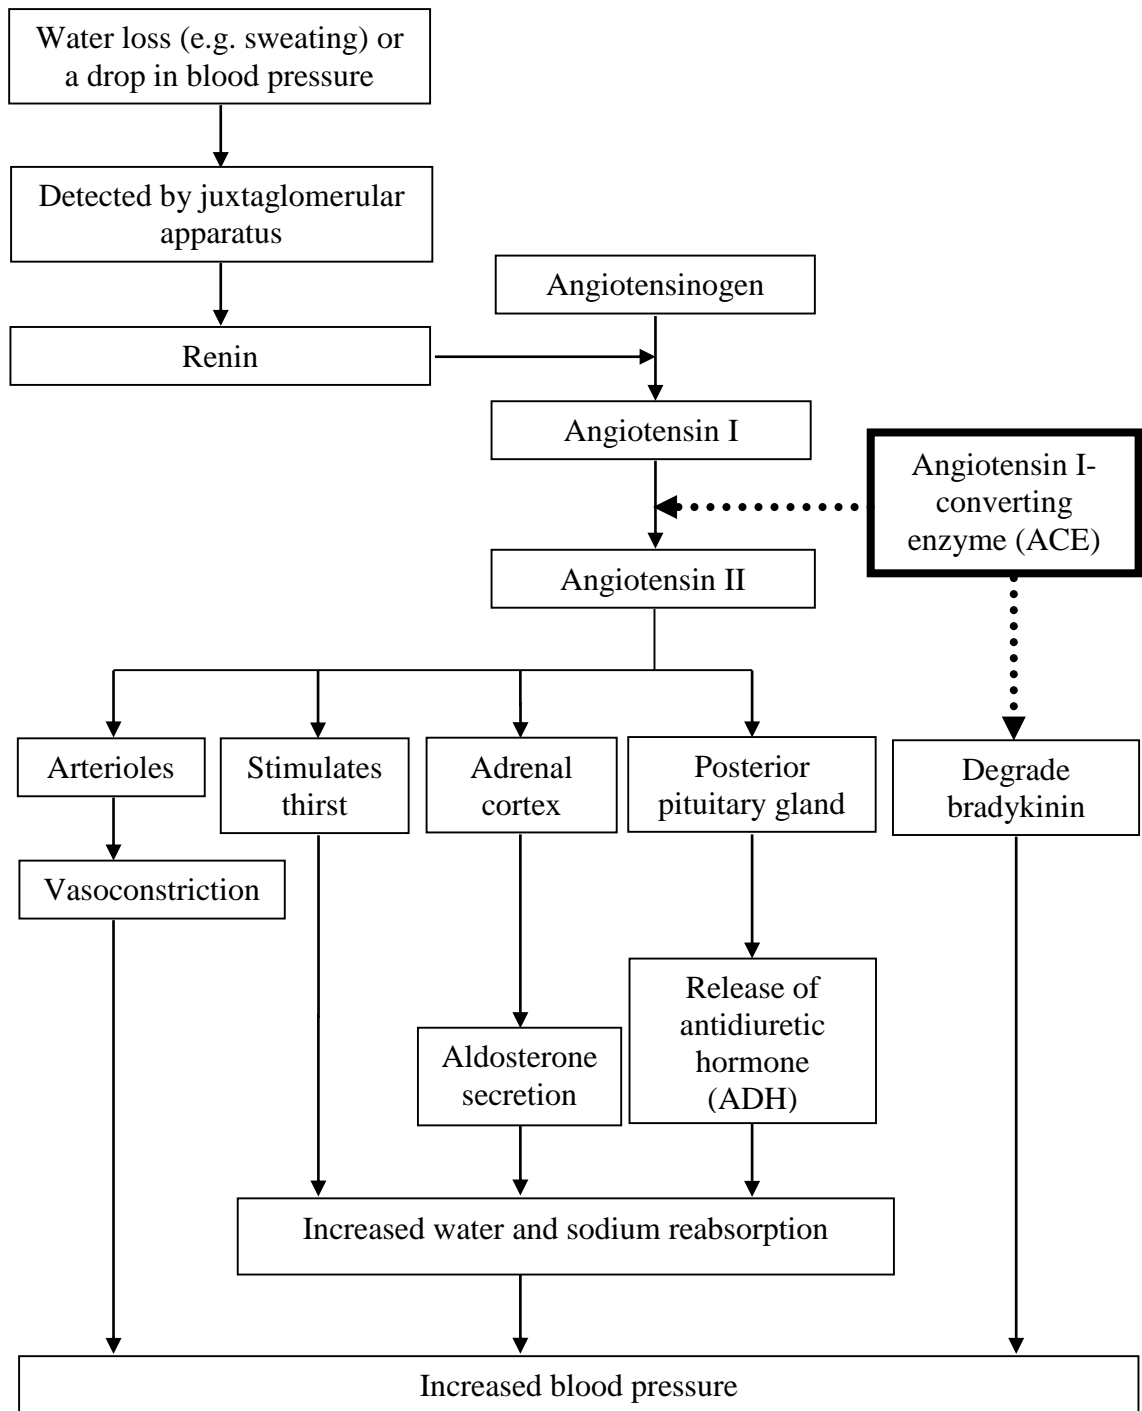 Water loss (e.g. sweating) or
a drop in blood pressure
Detected by juxtaglomerular
apparatus
Angiotensinogen
Renin
Angiotensin I
Angiotensin I-
converting
enzyme (ACE)
Angiotensin II
Arterioles
Stimulates
thirst
Adrenal
cortex
Posterior
pituitary gland
Degrade
bradykinin
Vasoconstriction
Release of
antidiuretic
hormone
(ADH)
Aldosterone
secretion
Increased water and sodium reabsorption
Increased blood pressure